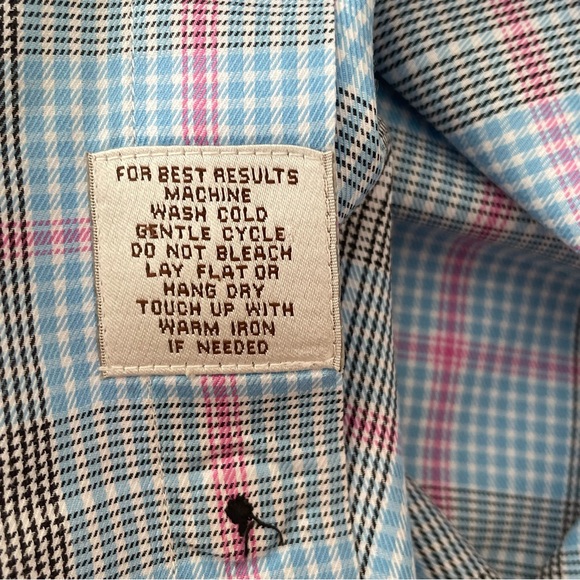 FOR BEST RESULTS
MACHINE
WASH COLD
GENTLE CYCLE
DO NOT BLEACH
LAY FLAT OR
HANG DRY
TOUCH UP WITH
WARM IRON
IF NEEDED